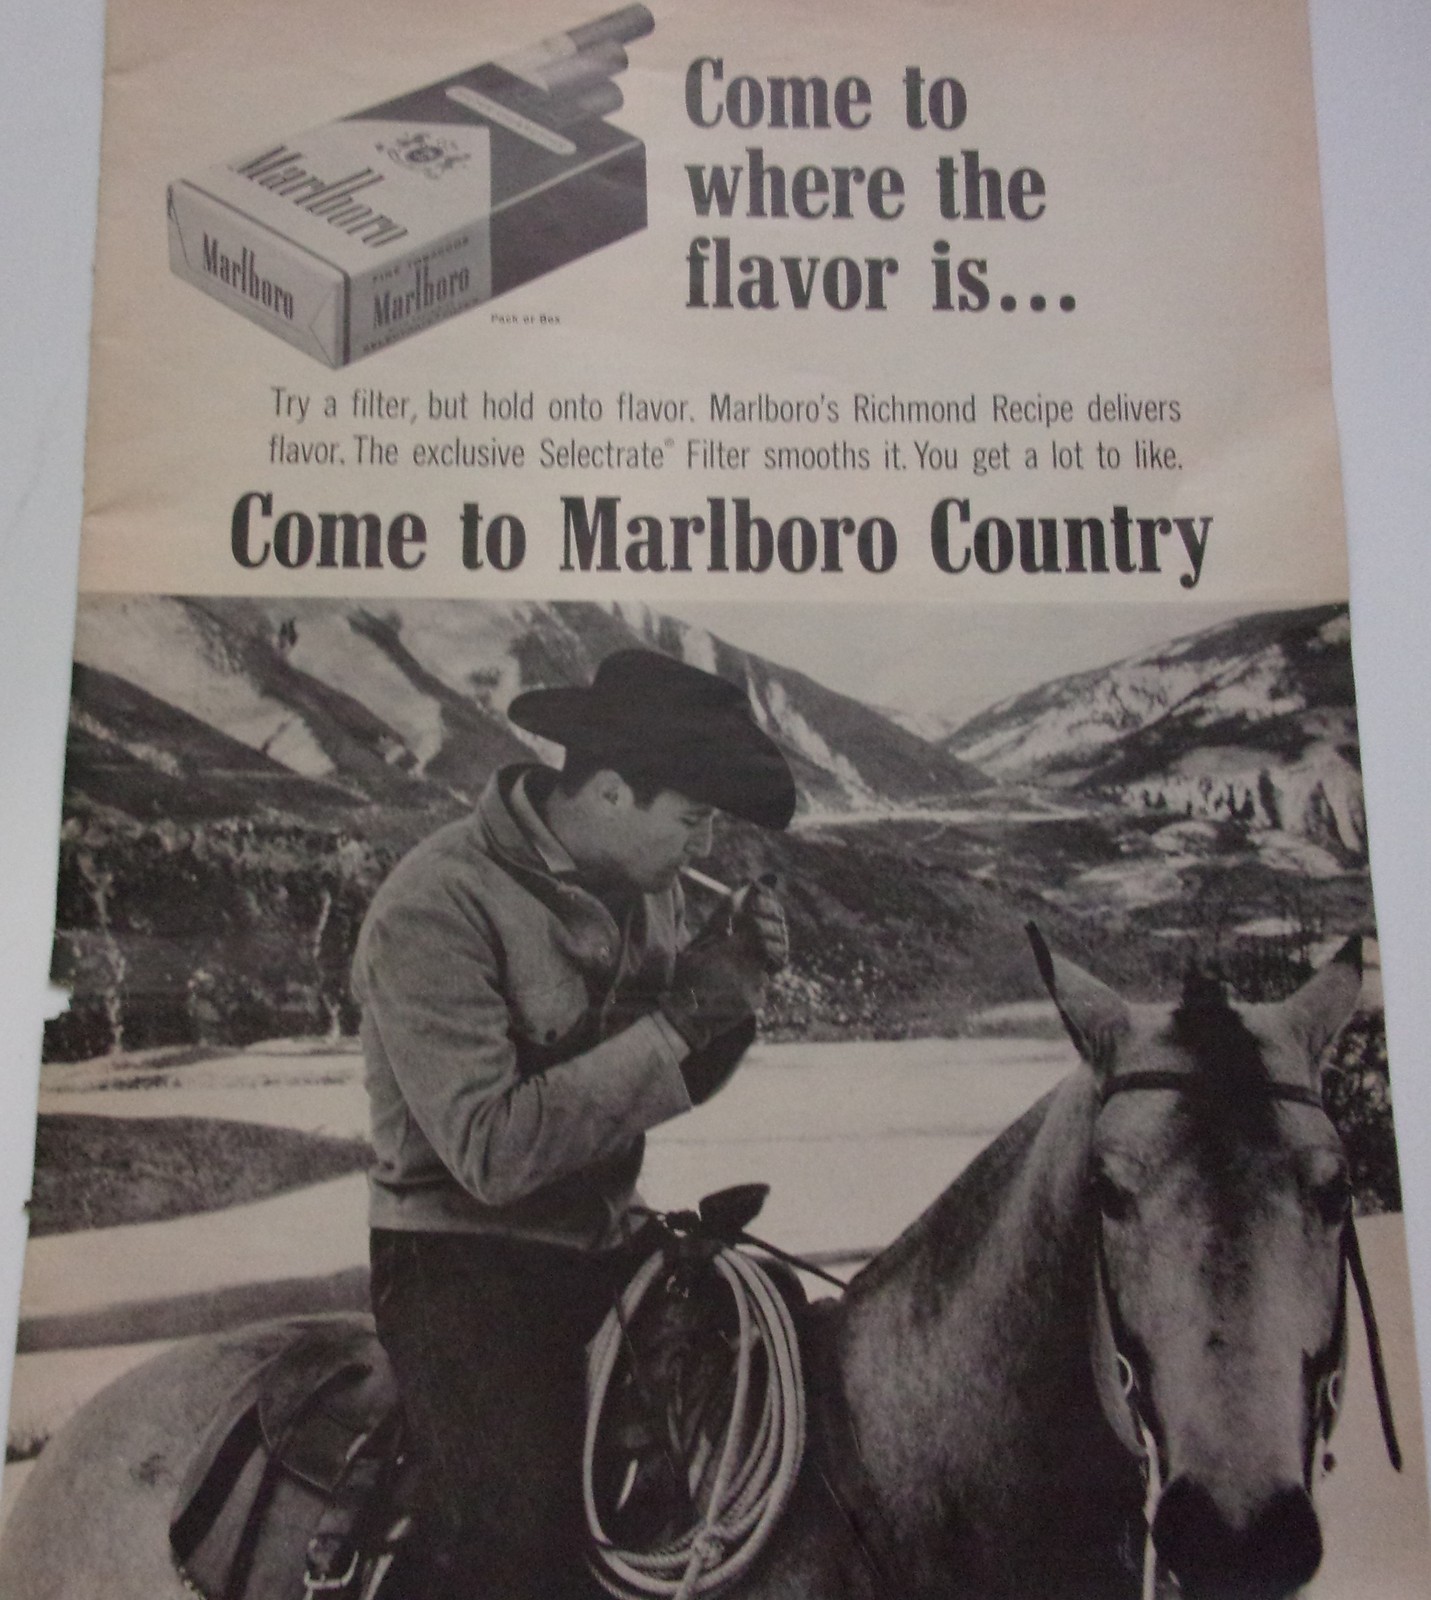 Come to
where the
flavor is...
Marlboro
Marlboro
FINE TOBACCOS
Marlboro
Pack or Box
Try a filter, but hold onto flavor. Marlboro's Richmond Recipe delivers
flavor. The exclusive Selectrate® Filter smooths it. You get a lot to like.
Come to Marlboro Country